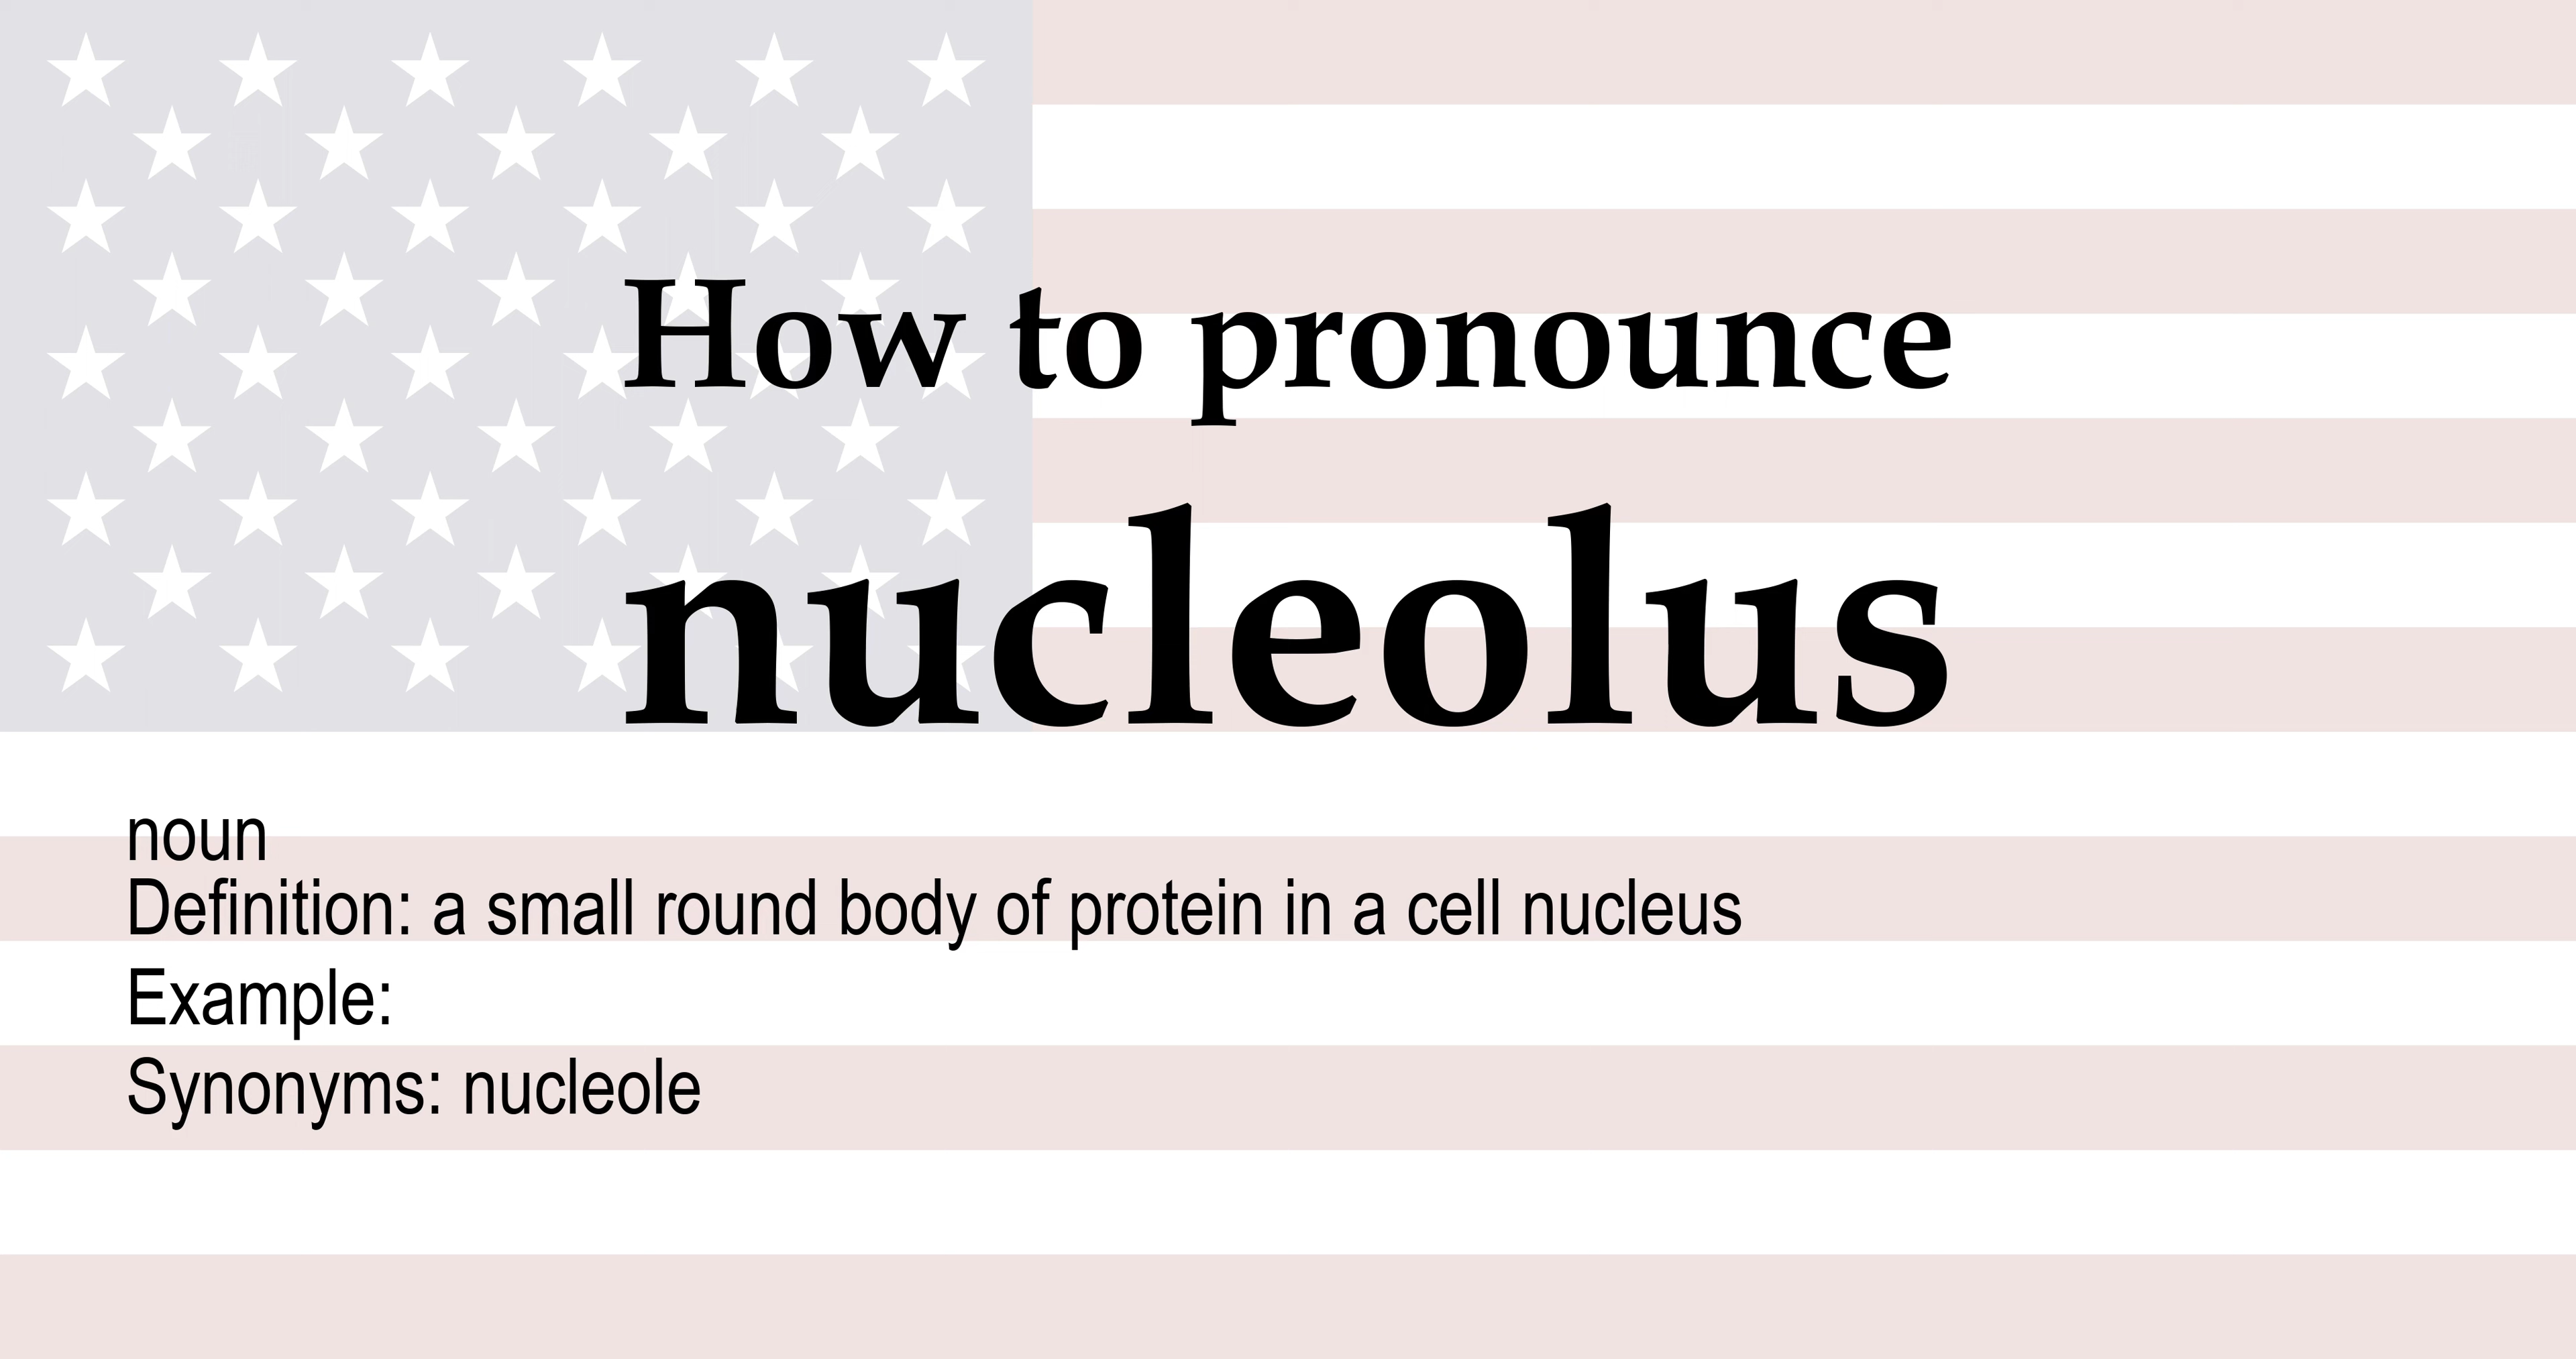 How to pronounce
nucleolus
noun
Definition: a small round body of protein in a cell nucleus
Example:
Synonyms: nucleole